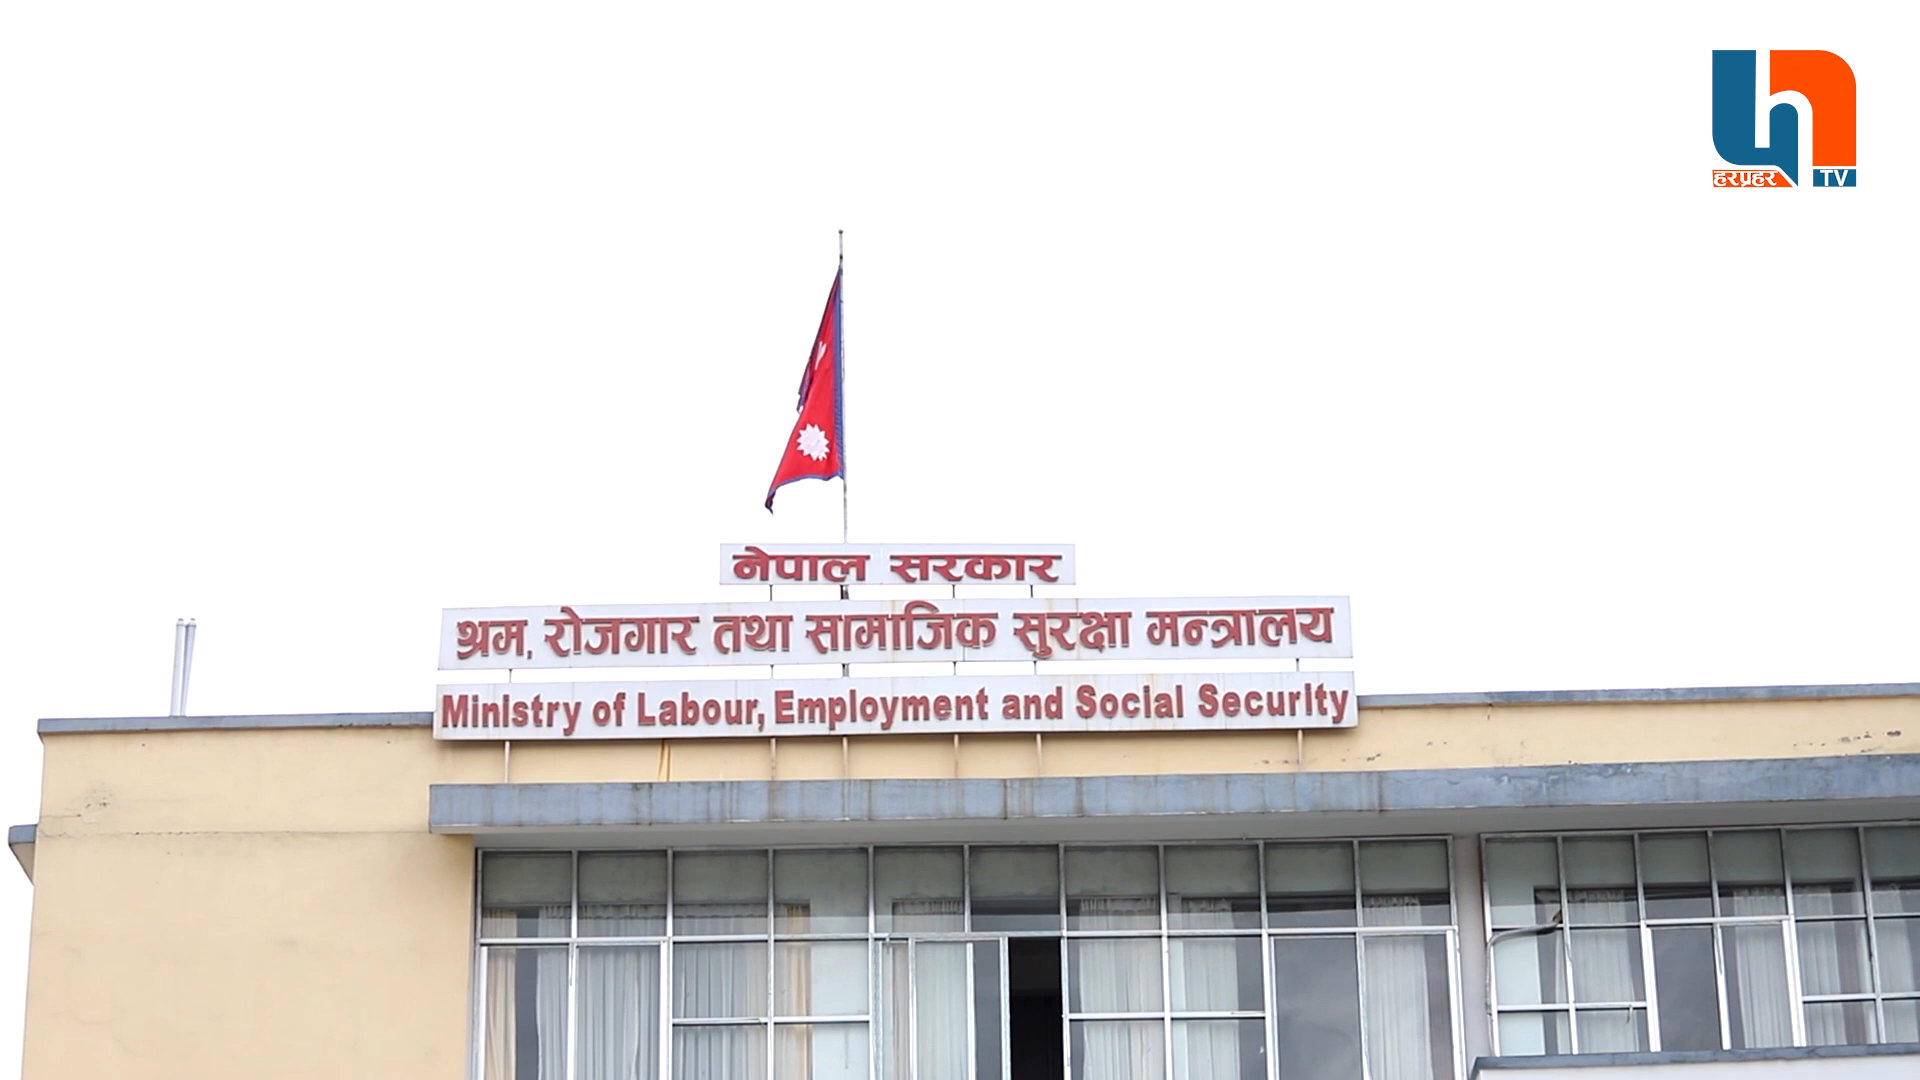 हरप्रहर TV
नेपाल सरकार
श्रम, रोजगार तथा सामाजिक सुरक्षा मन्त्रालय
Ministry of Labour, Employment and Social Security